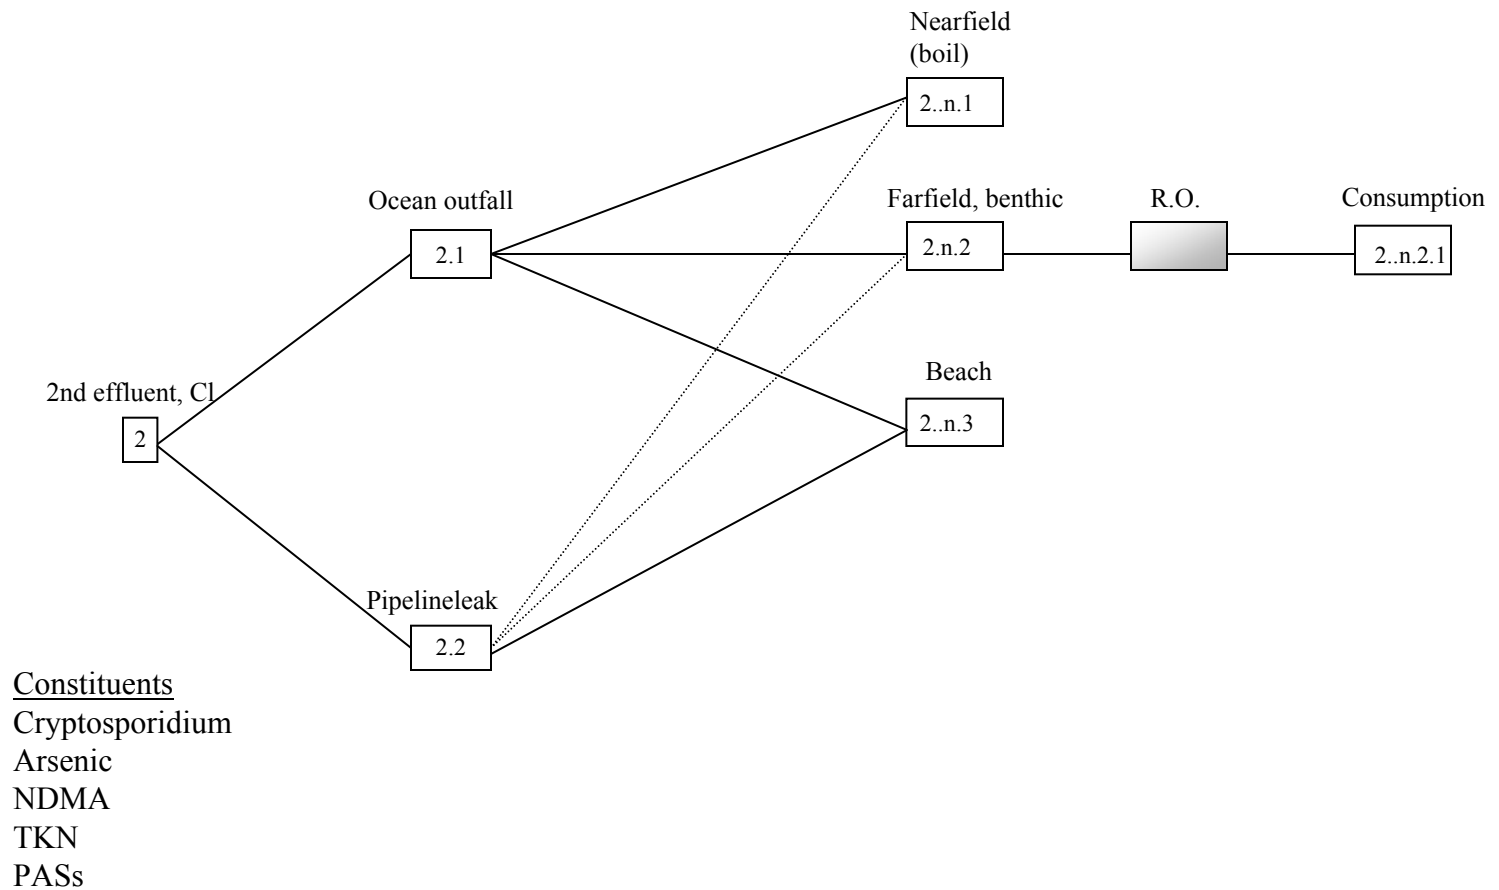 Nearfield
(boil)
2..n.1
Ocean outfall
2.1
Farfield, benthic
2.n.2
R.O.
Consumption
2..n.2.1
Beach
2..n.3
2nd effluent, Cl
2
Pipelineleak
2.2
Constituents
Cryptosporidium
Arsenic
NDMA
TKN
PASs